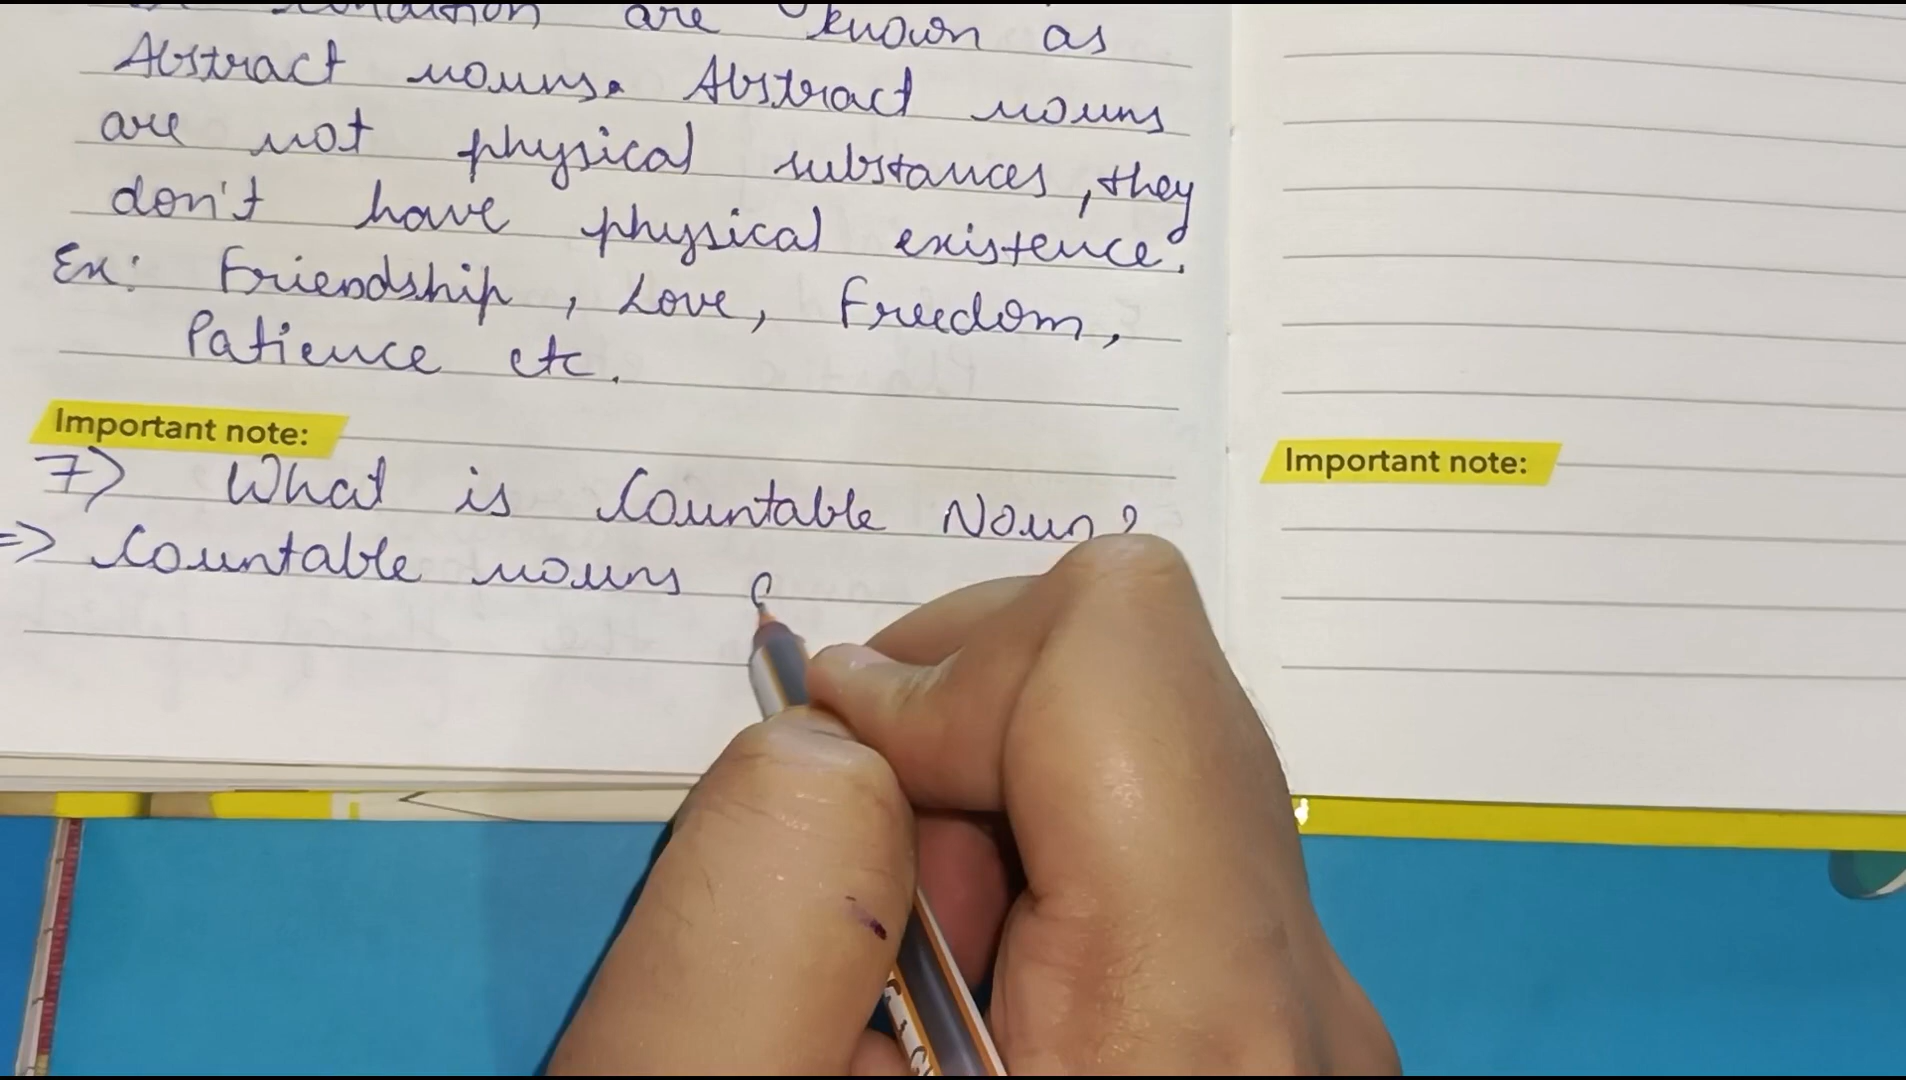 condition are known as
Abstract nouns. Abstract nouns
are not physical substances, they
don't have physical existence.
Ex: Friendship, Love, Freedom,
Patience etc.
Important note:
7) What is Countable Noun?
⇒ Countable nouns
Important note: